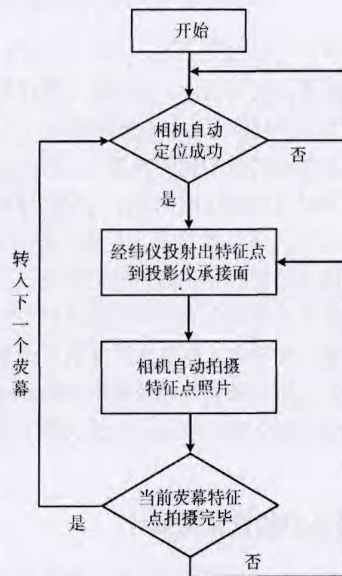 开始
相机自动
定位成功
否
是
经纬仪投射出特征点
到投影仪承接面
转入下一个荧幕
相机自动拍摄
特征点照片
当前荧幕特征
点拍摄完毕
是
否